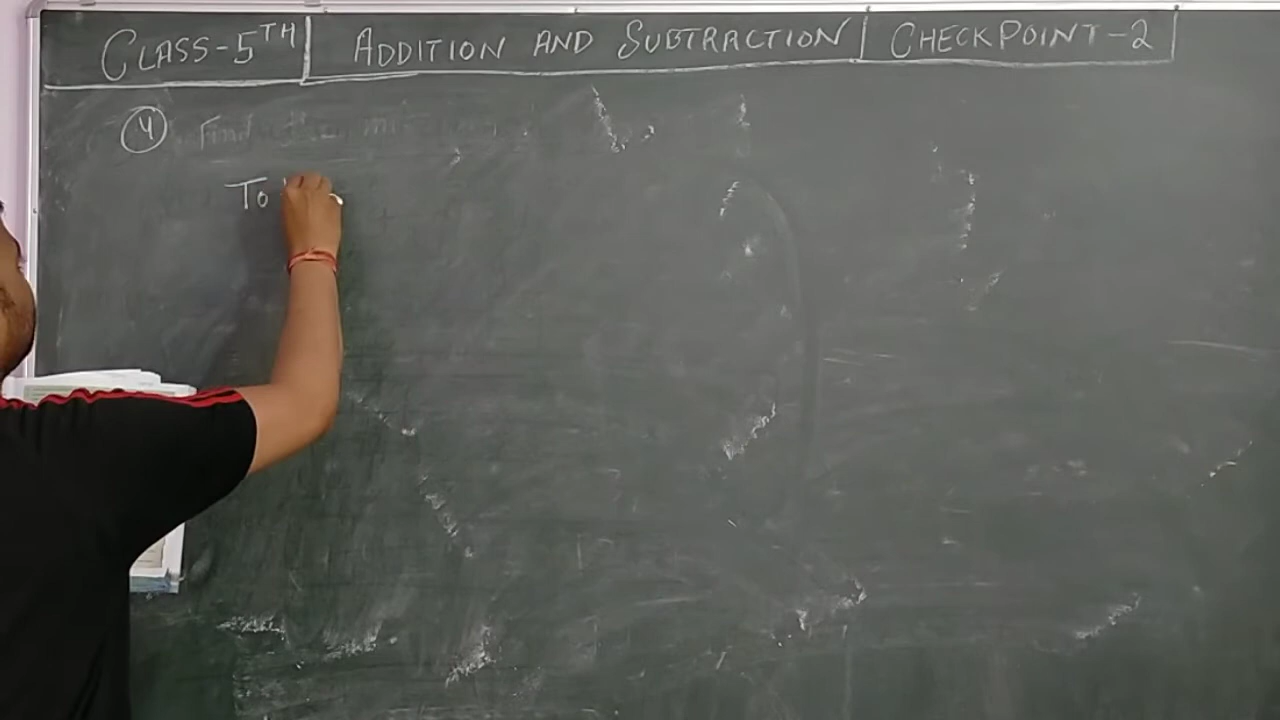 CLASS-5TH ADDITION AND SUBTRACTION CHECKPOINT-2
4 Find
To